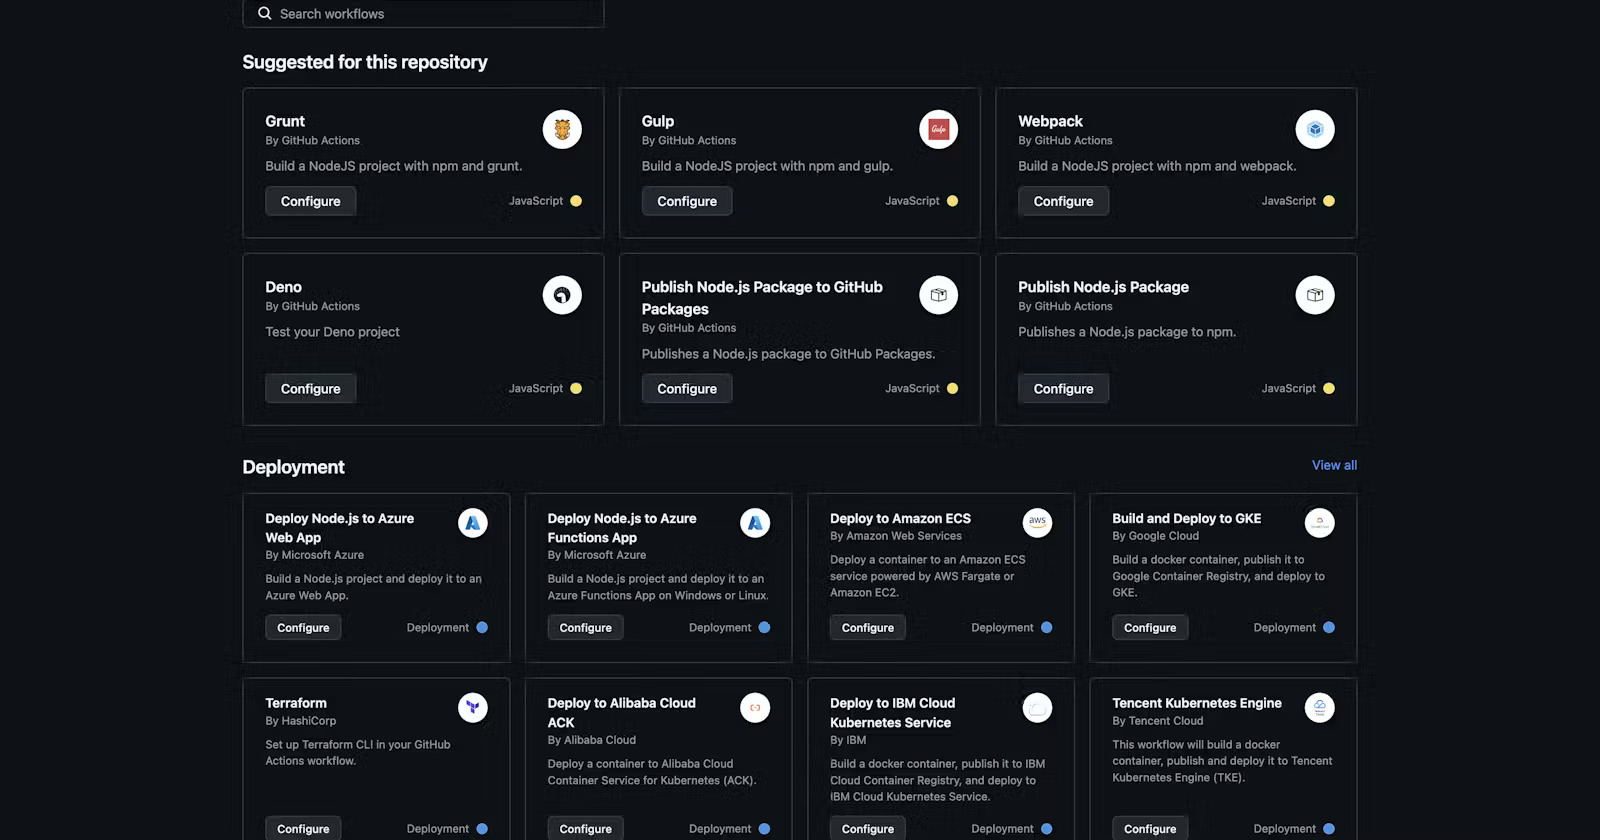 Search workflows
Suggested for this repository
Grunt
By GitHub Actions
Build a NodeJS project with npm and grunt.
Configure
JavaScript
Gulp
By GitHub Actions
Build a NodeJS project with npm and gulp.
Configure
JavaScript
Gulp
Webpack
By GitHub Actions
Build a NodeJS project with npm and webpack.
Configure
JavaScript
Deno
By GitHub Actions
Test your Deno project
Configure
JavaScript
Publish Node.js Package to GitHub
Packages
By GitHub Actions
Publishes a Node.js package to GitHub Packages.
Configure
JavaScript
Publish Node.js Package
By GitHub Actions
Publishes a Node.js package to npm.
Configure
JavaScript
Deployment
View all
Deploy Node.js to Azure
Web App
By Microsoft Azure
Build a Node.js project and deploy it to an
Azure Web App.
Configure
Deployment
Deploy Node.js to Azure
Functions App
By Microsoft Azure
Build a Node.js project and deploy it to an
Azure Functions App on Windows or Linux.
Configure
Deployment
Deploy to Amazon ECS
By Amazon Web Services
aws
Deploy a container to an Amazon ECS
service powered by AWS Fargate or
Amazon EC2.
Configure
Deployment
Build and Deploy to GKE
By Google Cloud
Build a docker container, publish it to
Google Container Registry, and deploy to
GKE.
Configure
Deployment
Terraform
By HashiCorp
Set up Terraform CLI in your GitHub
Actions workflow.
Configure
Deployment
Deploy to Alibaba Cloud
ACK
By Alibaba Cloud
Deploy a container to Alibaba Cloud
Container Service for Kubernetes (ACK).
Configure
Deployment
Deploy to IBM Cloud
Kubernetes Service
By IBM
Build a docker container, publish it to IBM
Cloud Container Registry, and deploy to
IBM Cloud Kubernetes Service.
Configure
Deployment
Tencent Kubernetes Engine
By Tencent Cloud
This workflow will build a docker
container, publish and deploy it to Tencent
Kubernetes Engine (TKE).
Configure
Deployment